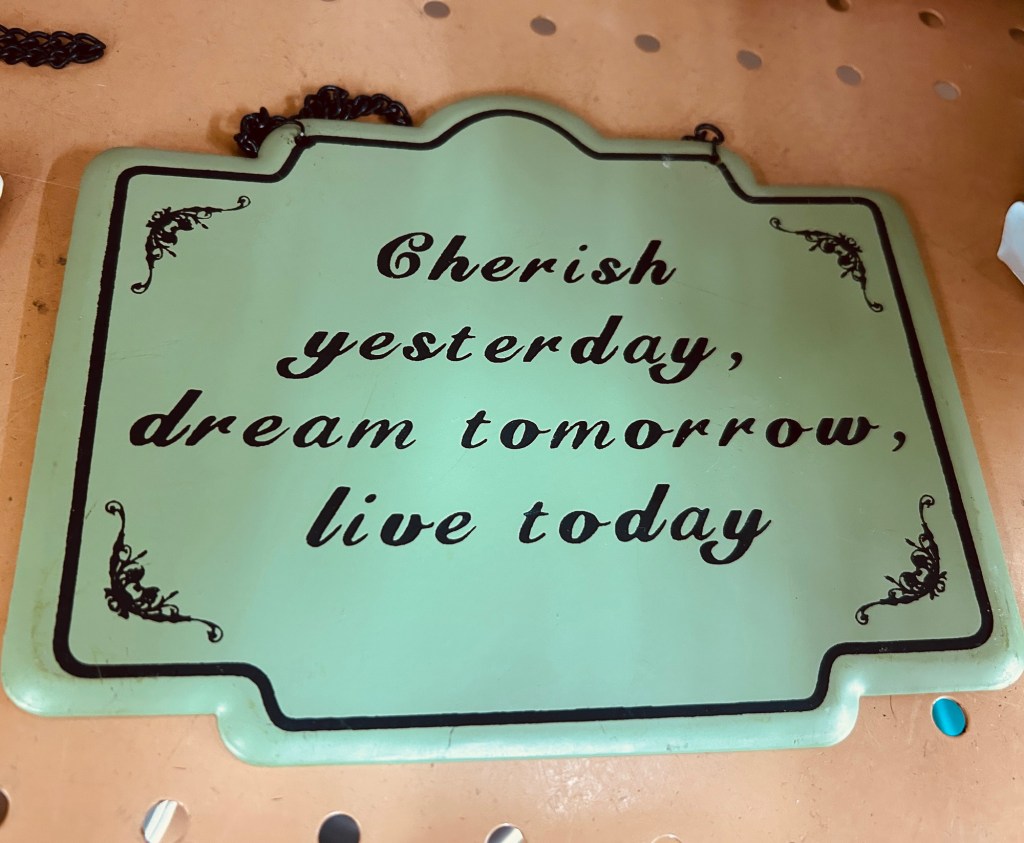 Cherish
yesterday,
dream tomorrow,
live today